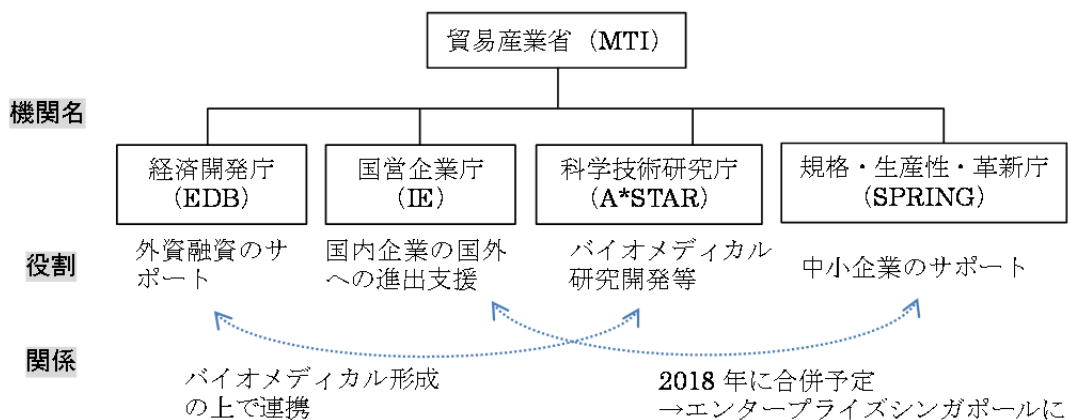 貿易産業省（MTI）
機関名
経済開発庁
（EDB）
国営企業庁
（IE）
科学技術研究庁
（A*STAR）
規格・生産性・革新庁
（SPRING）
役割
外資融資のサ
ポート
国内企業の国外
への進出支援
バイオメディカル
研究開発等
中小企業のサポート
関係
バイオメディカル形成
の上で連携
2018 年に合併予定
→エンタープライズシンガポールに